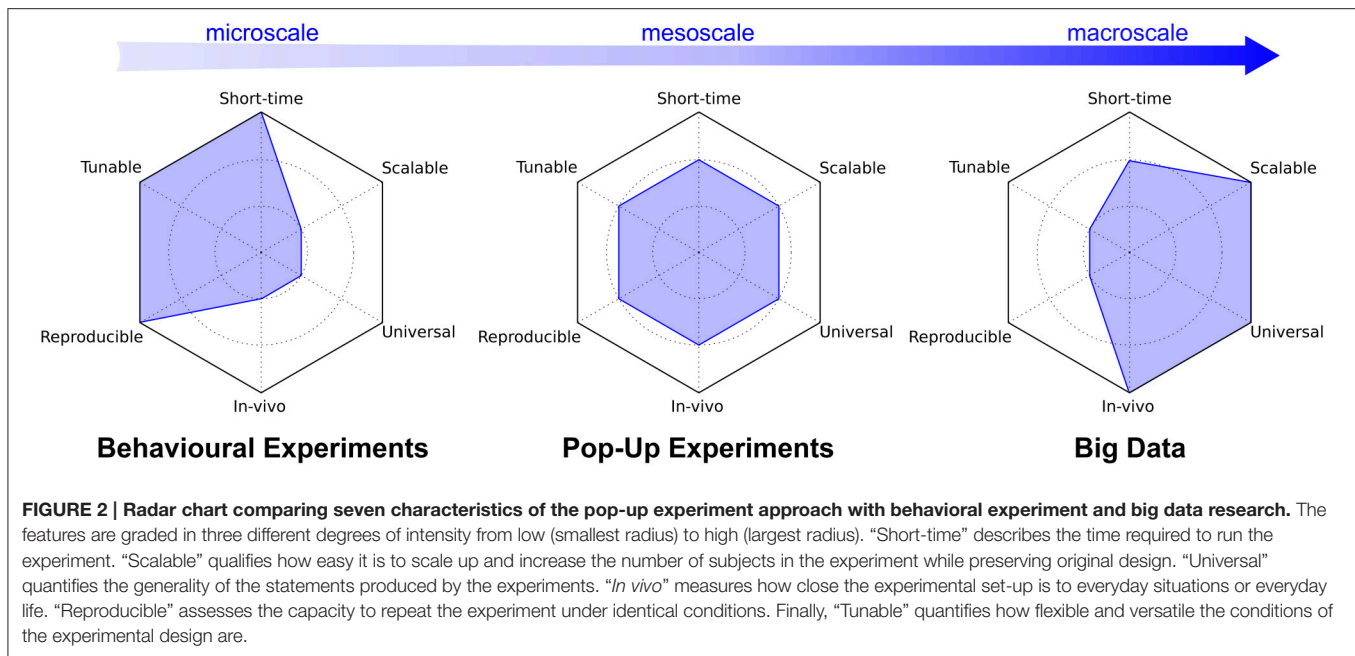 microscale mesoscale macroscale
Short-time Short-time Short-time
Tunable Scalable Tunable Scalable Tunable Scalable
Reproducible Universal Reproducible Universal Reproducible Universal
In-vivo In-vivo In-vivo
Behavioural Experiments Pop-Up Experiments Big Data
FIGURE 2 | Radar chart comparing seven characteristics of the pop-up experiment approach with behavioral experiment and big data research. The
features are graded in three different degrees of intensity from low (smallest radius) to high (largest radius). “Short-time” describes the time required to run the
experiment. “Scalable” qualifies how easy it is to scale up and increase the number of subjects in the experiment while preserving original design. “Universal”
quantifies the generality of the statements produced by the experiments. “In vivo” measures how close the experimental set-up is to everyday situations or everyday
life. “Reproducible” assesses the capacity to repeat the experiment under identical conditions. Finally, “Tunable” quantifies how flexible and versatile the conditions of
the experimental design are.